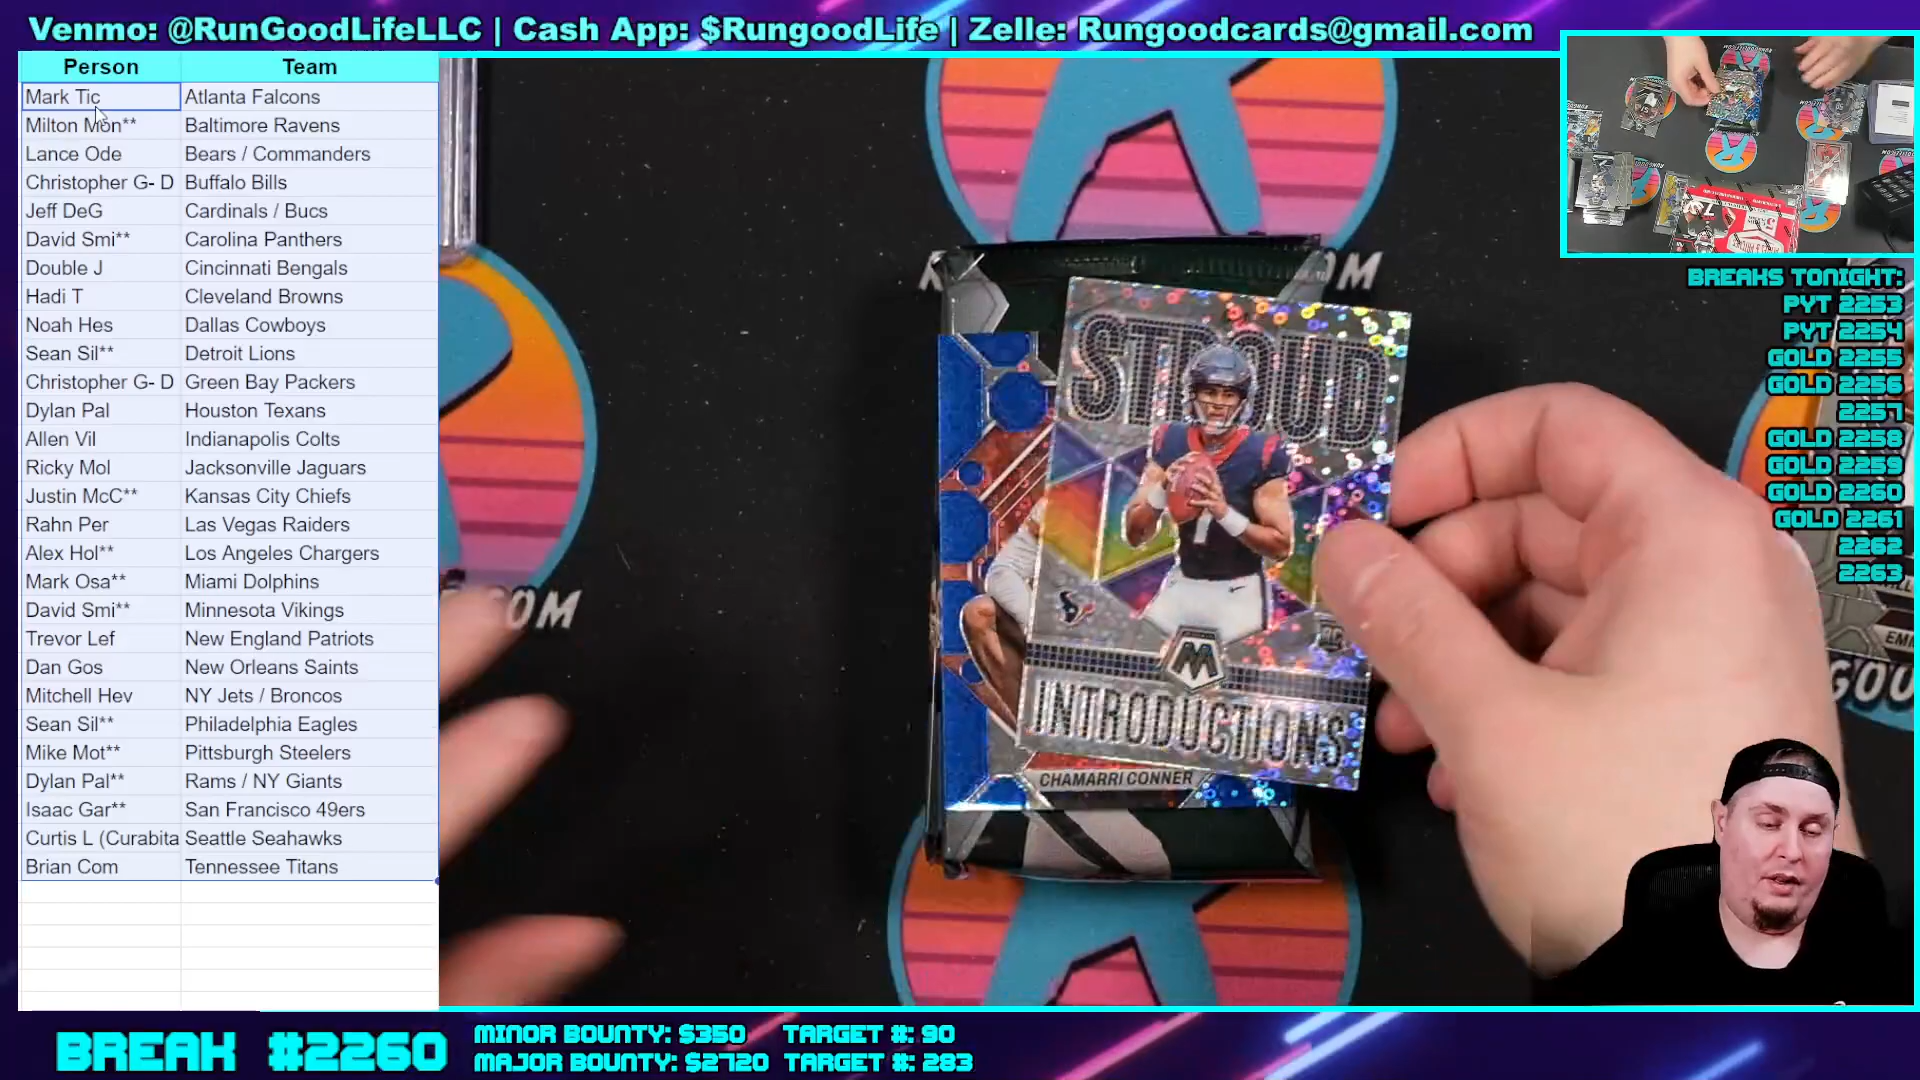 Venmo: @RunGoodLifeLLC | Cash App: $RungoodLife | Zelle: Rungoodcards@gmail.com
Person Team
Mark Tic Atlanta Falcons
Milton Mon** Baltimore Ravens
Lance Ode Bears / Commanders
Christopher G- D Buffalo Bills
Jeff DeG Cardinals / Bucs
David Smi** Carolina Panthers
Double J Cincinnati Bengals
Hadi T Cleveland Browns
Noah Hes Dallas Cowboys
Sean Sil** Detroit Lions
Christopher G- D Green Bay Packers
Dylan Pal Houston Texans
Allen Vil Indianapolis Colts
Ricky Mol Jacksonville Jaguars
Justin McC** Kansas City Chiefs
Rahn Per Las Vegas Raiders
Alex Hol** Los Angeles Chargers
Mark Osa** Miami Dolphins
David Smi** Minnesota Vikings
Trevor Lef New England Patriots
Dan Gos New Orleans Saints
Mitchell Hev NY Jets / Broncos
Sean Sil** Philadelphia Eagles
Mike Mot** Pittsburgh Steelers
Dylan Pal** Rams / NY Giants
Isaac Gar** San Francisco 49ers
Curtis L (Curabita Seattle Seahawks
Brian Com Tennessee Titans
STROUD
M
INTRODUCTIONS
CHAMARRI CONNER
BREAKS TONIGHT:
PYT 2253
PYT 2254
GOLD 2255
GOLD 2256
2257
GOLD 2258
GOLD 2259
GOLD 2260
GOLD 2261
2262
2263
BREAK #2260
MINOR BOUNTY: $350 TARGET #: 90
MAJOR BOUNTY: $2720 TARGET #: 283